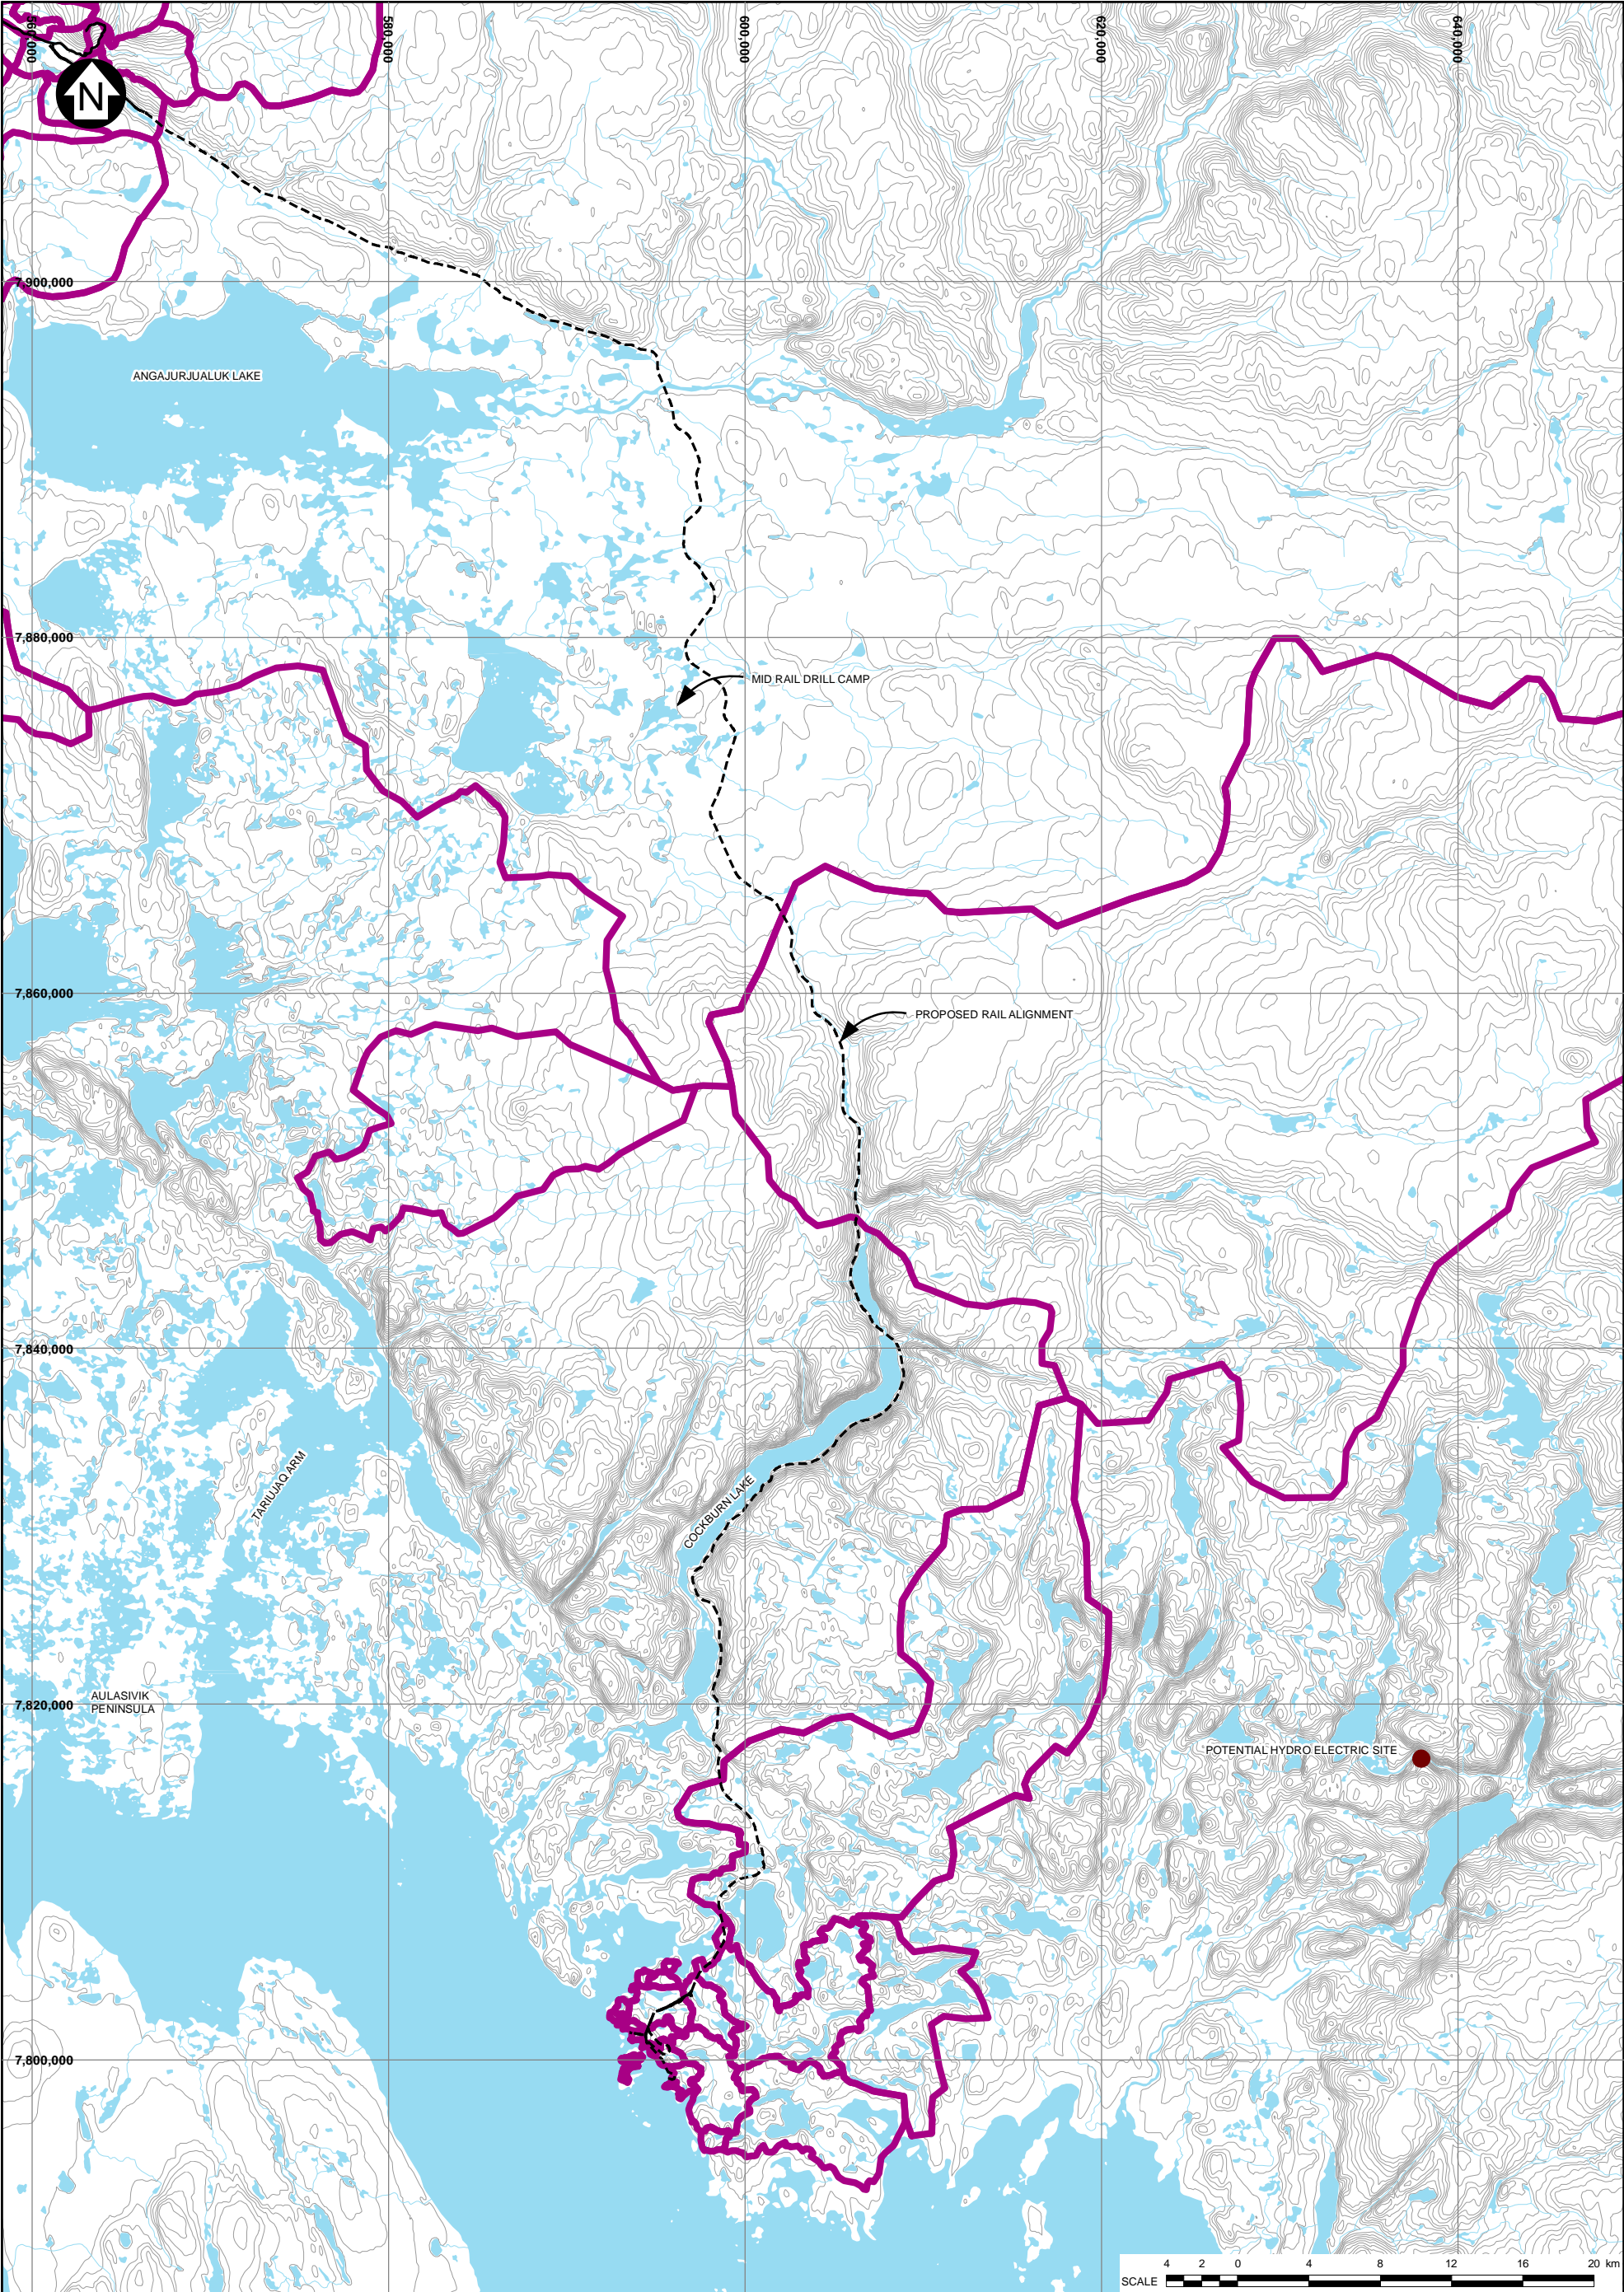 560,000
580,000
600,000
620,000
640,000
N
7,900,000
ANGAJURJUALUK LAKE
7,880,000
MID RAIL DRILL CAMP
7,860,000
PROPOSED RAIL ALIGNMENT
7,840,000
TARIUJAQ ARM
COCKBURN LAKE
AULASIVIK
PENINSULA
7,820,000
POTENTIAL HYDRO ELECTRIC SITE
7,800,000
4 2 0 4 8 12 16 20 km
SCALE